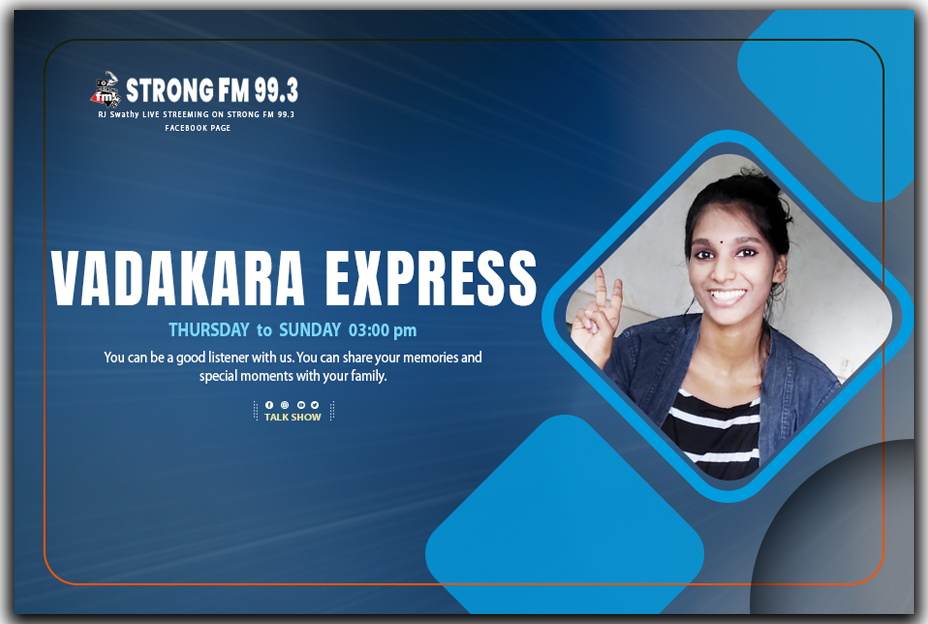 fm
STRONG FM 99.3
RJ Swathy LIVE STREEMING ON STRONG FM 99.3
FACEBOOK PAGE
VADAKARA EXPRESS
THURSDAY to SUNDAY 03:00 pm
You can be a good listener with us. You can share your memories and
special moments with your family.
TALK SHOW